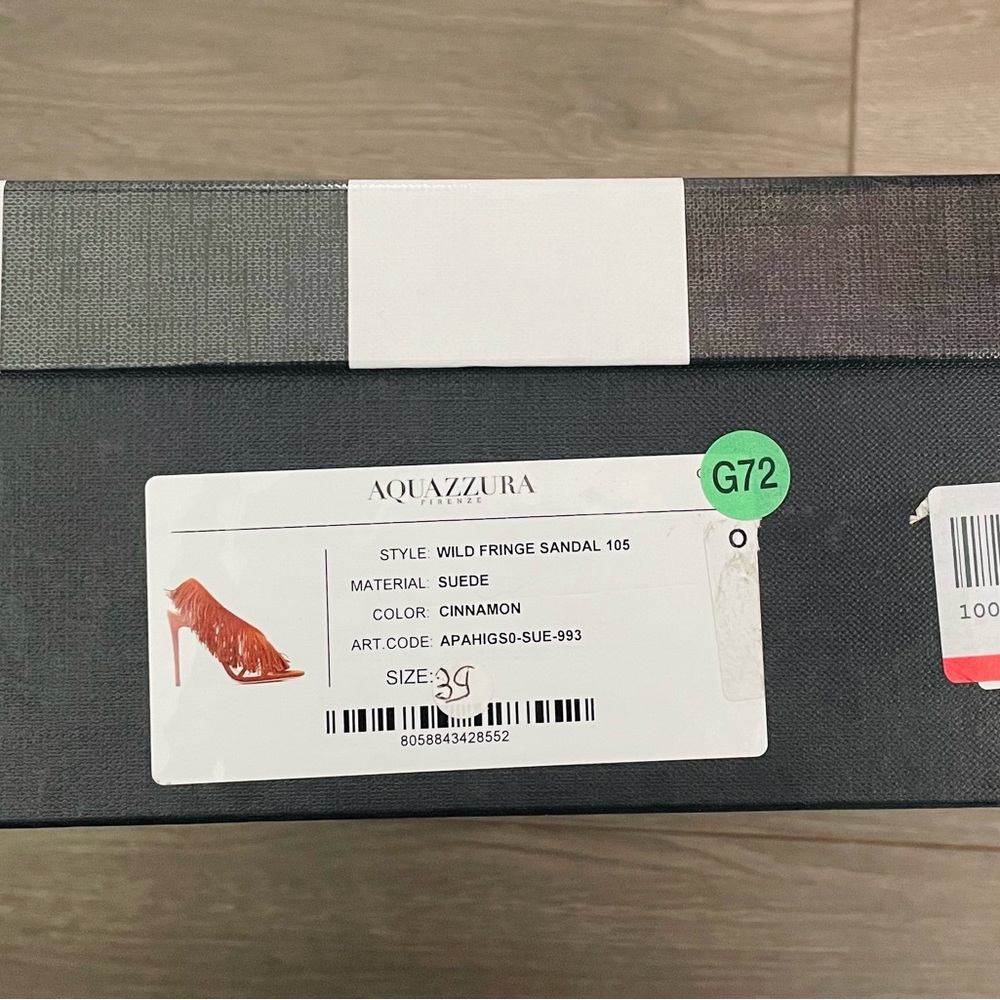 AQUAZZURA
FIRENZE
G72
O
STYLE: WILD FRINGE SANDAL 105
MATERIAL: SUEDE
COLOR: CINNAMON
ART.CODE: APAHIGS0-SUE-993
SIZE: 39
8058843428552
100